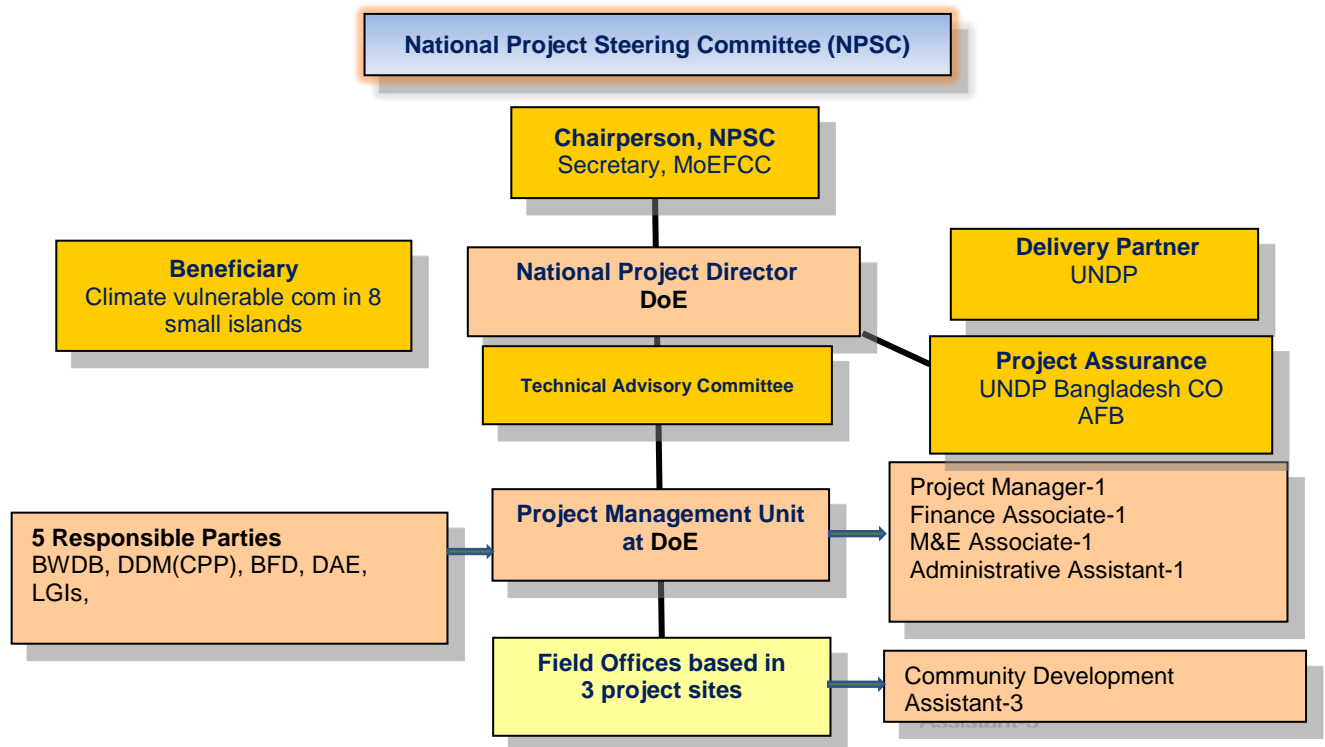 National Project Steering Committee (NPSC)
Chairperson, NPSC
Secretary, MoEFCC
Beneficiary
Climate vulnerable com in 8
small islands
National Project Director
DoE
Delivery Partner
UNDP
Technical Advisory Committee
Project Assurance
UNDP Bangladesh CO
AFB
5 Responsible Parties
BWDB, DDM(CPP), BFD, DAE,
LGIs,
Project Management Unit
at DoE
Project Manager-1
Finance Associate-1
M&E Associate-1
Administrative Assistant-1
Field Offices based in
3 project sites
Community Development
Assistant-3